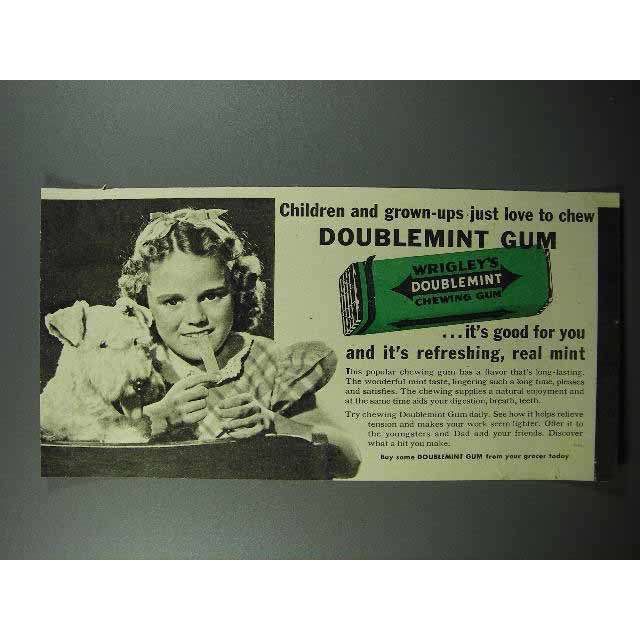 Children and grown-ups just love to chew
DOUBLEMINT GUM
WRIGLEY'S
DOUBLEMINT
CHEWING GUM
...it's good for you
and it's refreshing, real mint
This popular chewing gum has a flavor that's long-lasting.
The wonderful mint taste, lingering such a long time, pleases
and satisfies. The chewing supplies a natural enjoyment and
at the same time aids your digestion, breath, teeth.
Try chewing Doublemint Gum daily. See how it helps relieve
tension and makes your work seem lighter. Offer it to
the youngsters and Dad and your friends. Discover
what a hit you make.
Buy some DOUBLEMINT GUM from your grocer today